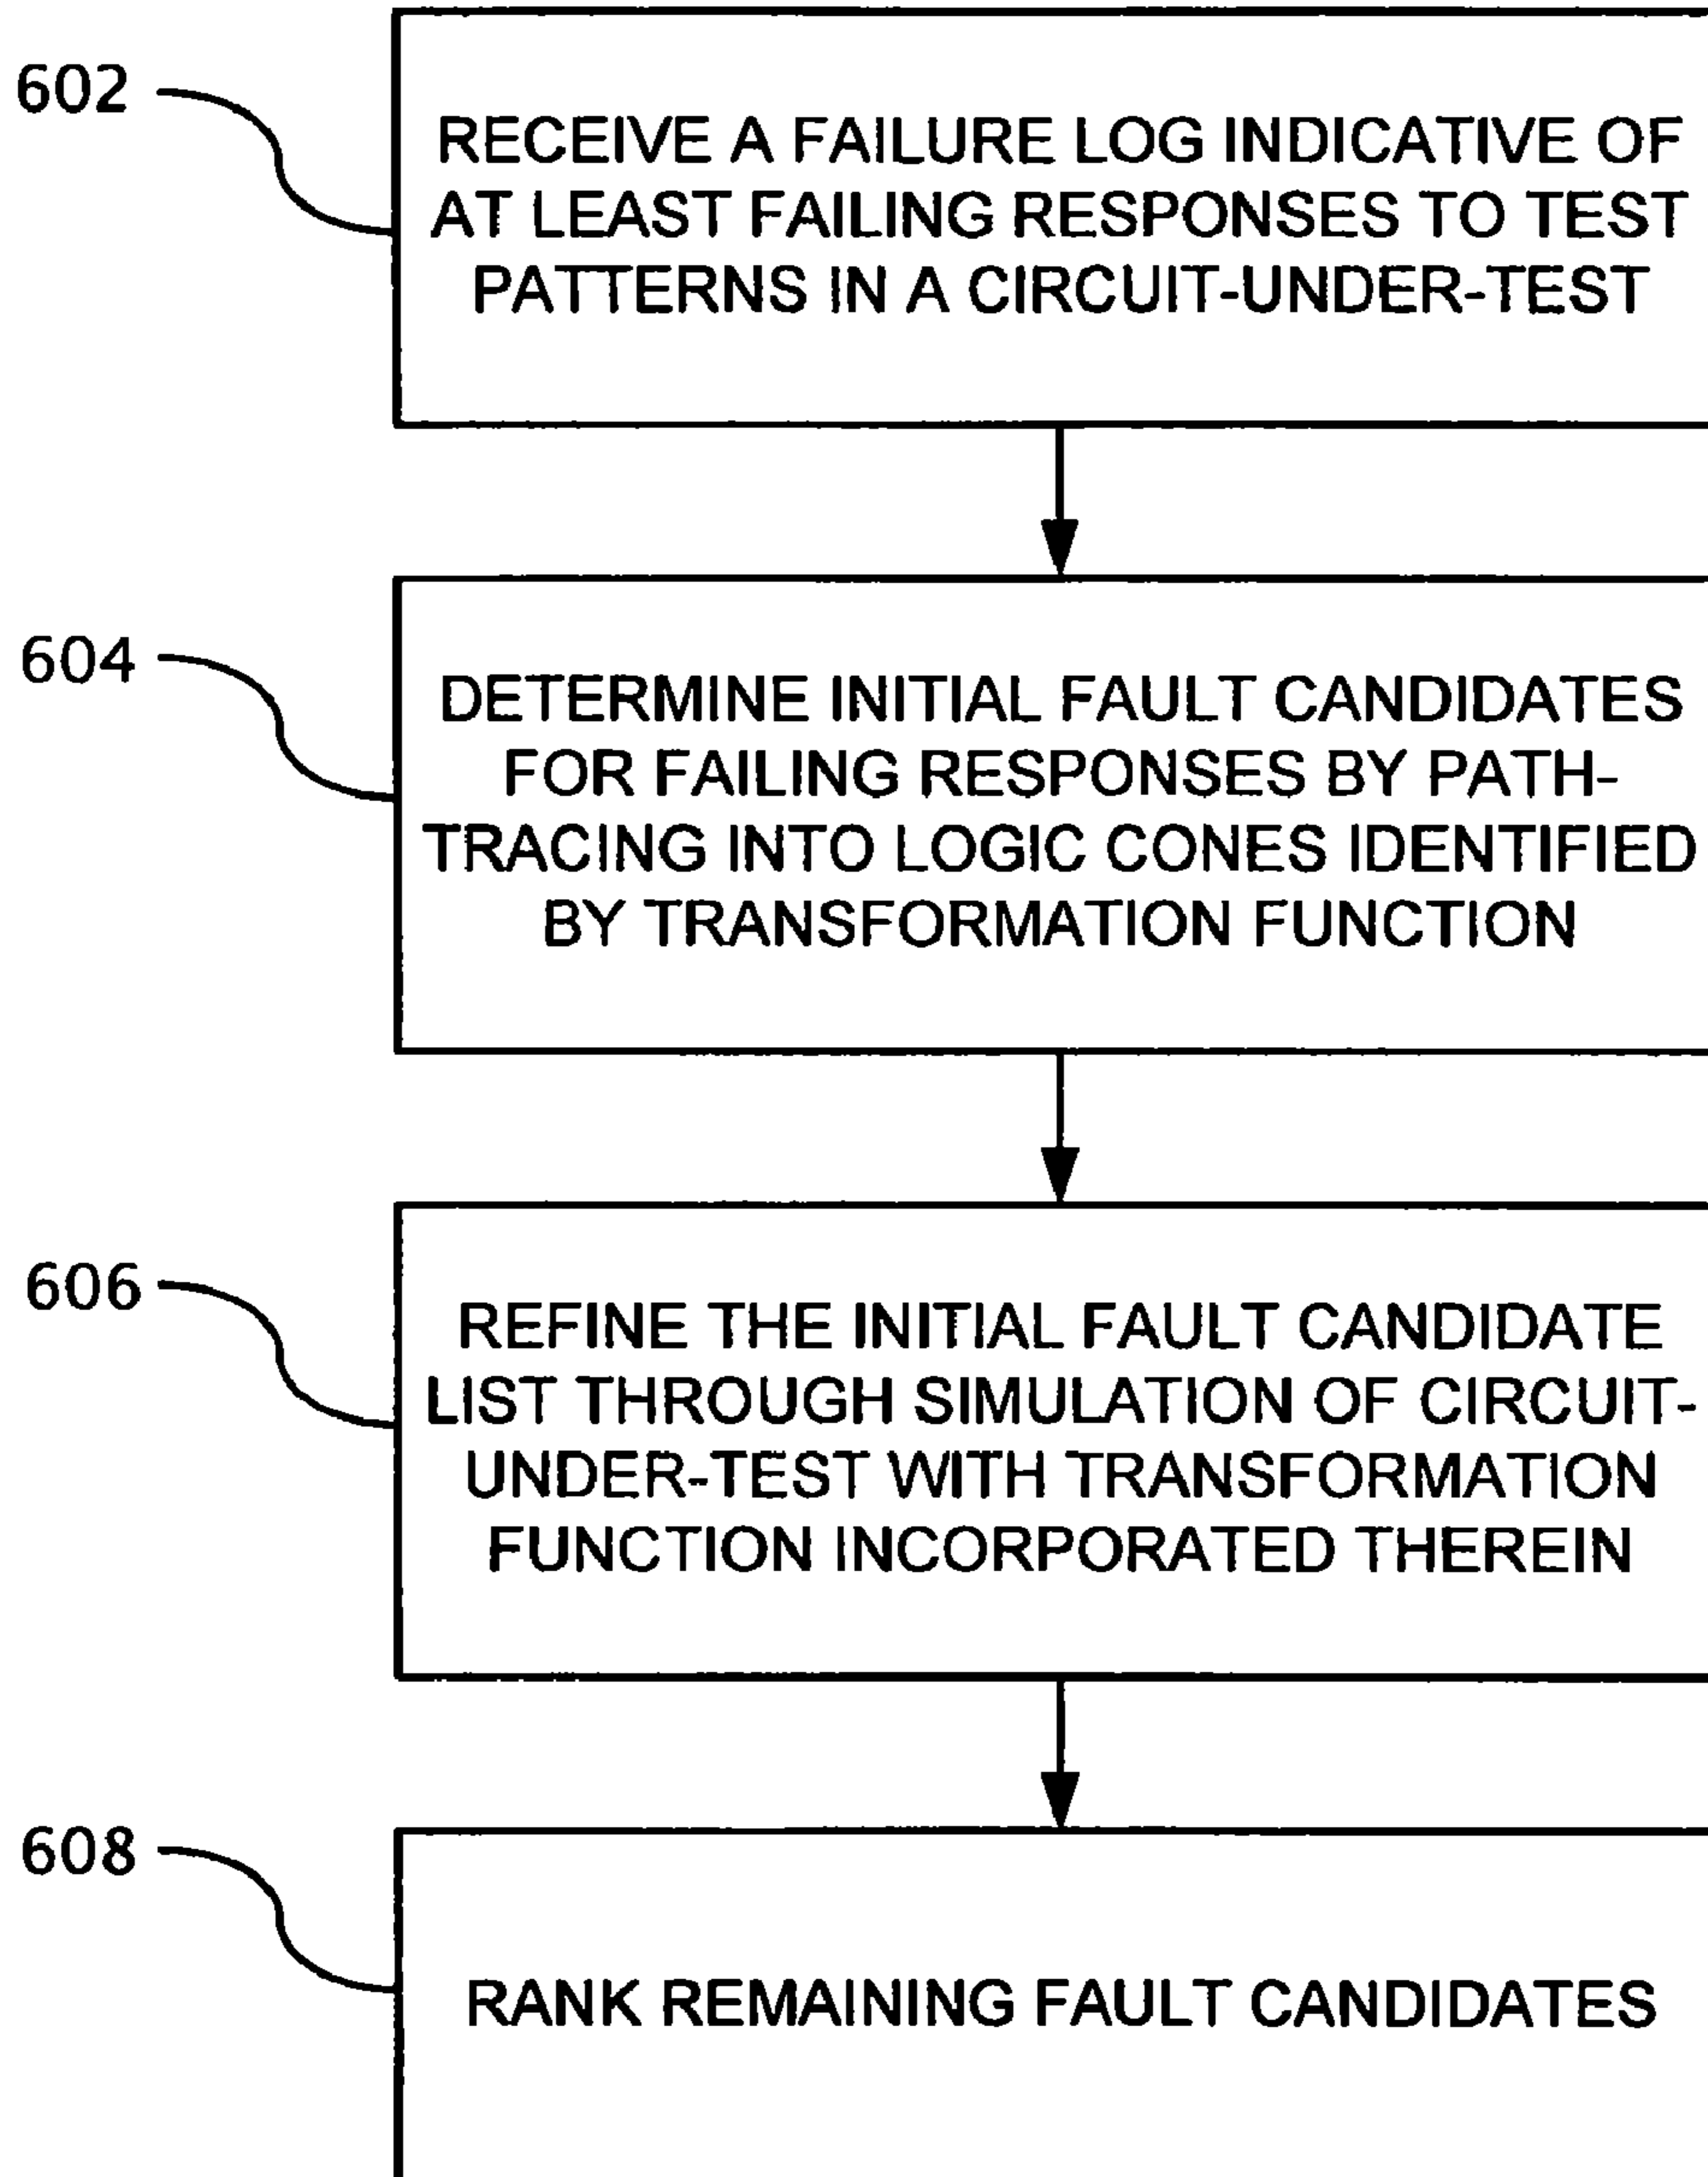 602
RECEIVE A FAILURE LOG INDICATIVE OF
AT LEAST FAILING RESPONSES TO TEST
PATTERNS IN A CIRCUIT-UNDER-TEST
604
DETERMINE INITIAL FAULT CANDIDATES
FOR FAILING RESPONSES BY PATH-
TRACING INTO LOGIC CONES IDENTIFIED
BY TRANSFORMATION FUNCTION
606
REFINE THE INITIAL FAULT CANDIDATE
LIST THROUGH SIMULATION OF CIRCUIT-
UNDER-TEST WITH TRANSFORMATION
FUNCTION INCORPORATED THEREIN
608
RANK REMAINING FAULT CANDIDATES